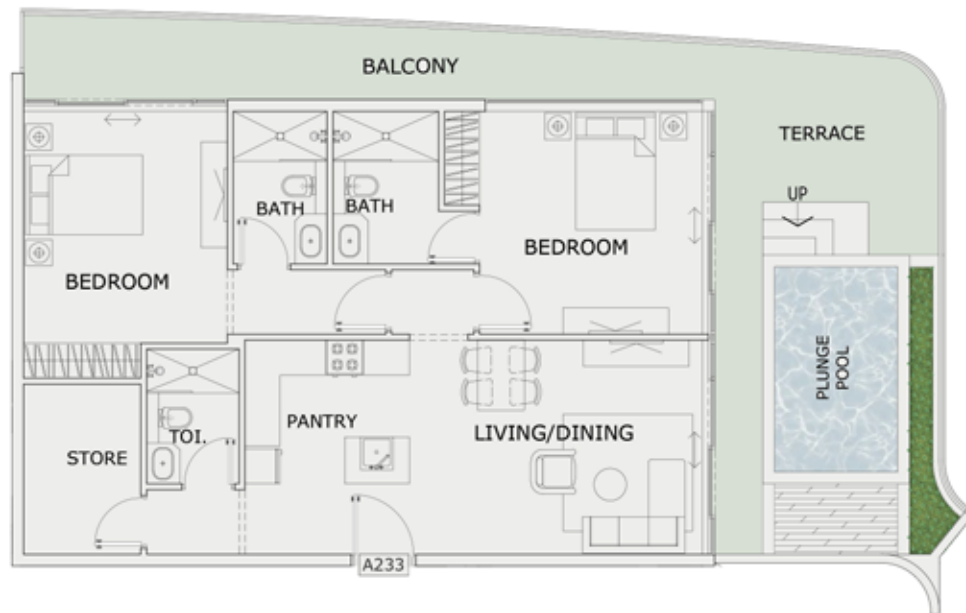 BALCONY
TERRACE
UP
BATH
BATH
BEDROOM
BEDROOM
PLUNGE
POOL
PANTRY
TOI.
LIVING/DINING
STORE
A233